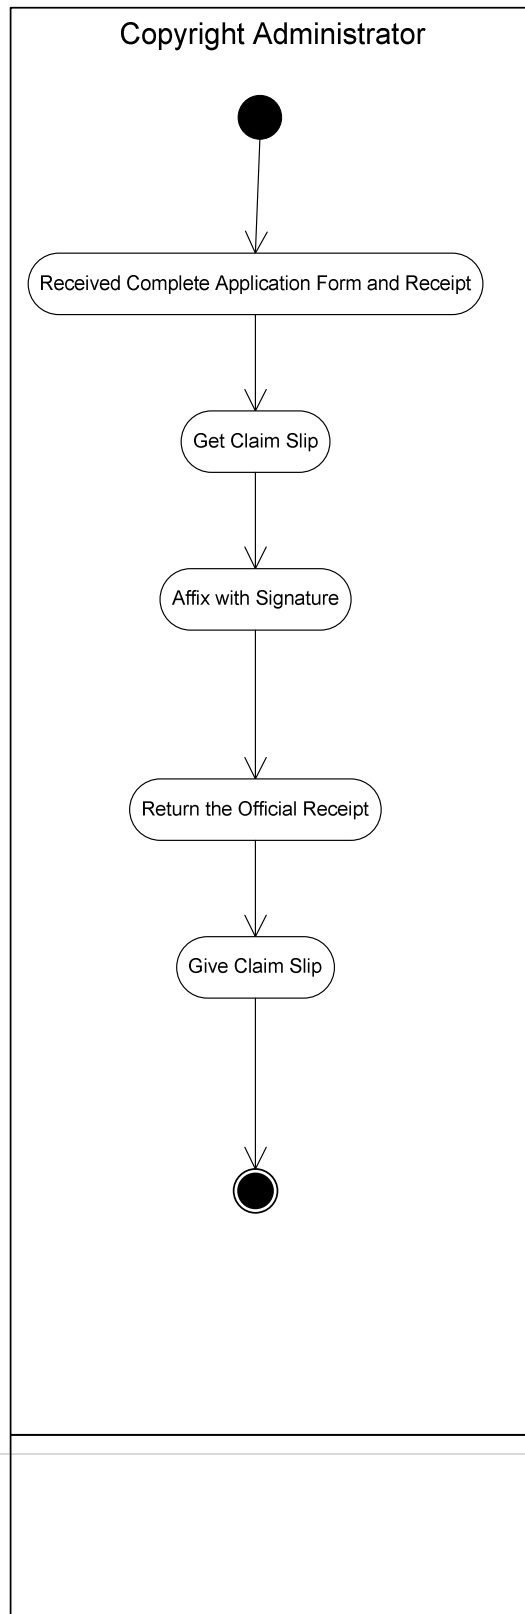 Copyright Administrator
Received Complete Application Form and Receipt
Get Claim Slip
Affix with Signature
Return the Official Receipt
Give Claim Slip